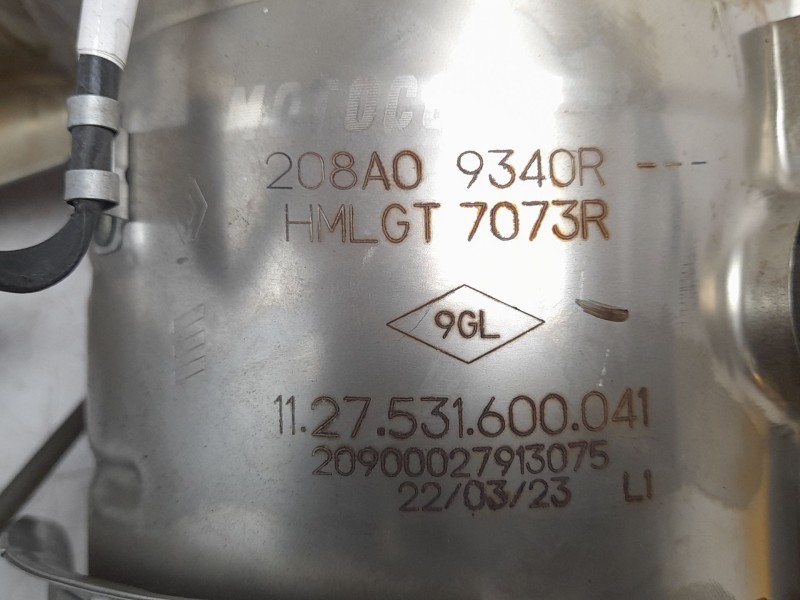 208A0 9340R ---
HMLGT 7073R
9GL
11.27.531.600.041
20900027913075
22/03/23 L1